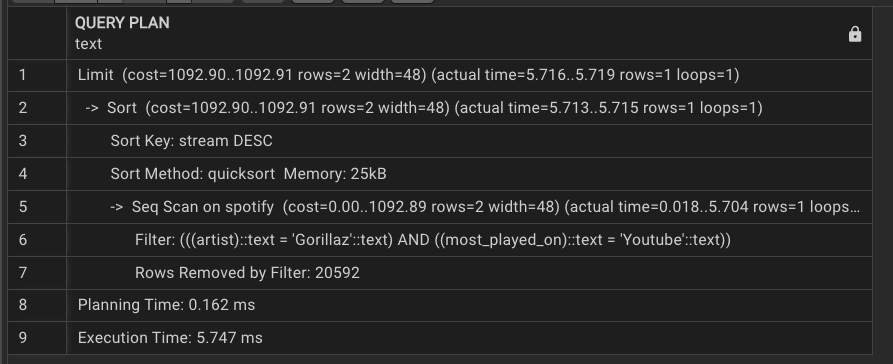 QUERY PLAN
text
1 Limit (cost=1092.90..1092.91 rows=2 width=48) (actual time=5.716..5.719 rows=1 loops=1)
2 -> Sort (cost=1092.90..1092.91 rows=2 width=48) (actual time=5.713..5.715 rows=1 loops=1)
3 Sort Key: stream DESC
4 Sort Method: quicksort Memory: 25kB
5 -> Seq Scan on spotify (cost=0.00..1092.89 rows=2 width=48) (actual time=0.018..5.704 rows=1 loops...
6 Filter: (((artist)::text = 'Gorillaz'::text) AND ((most_played_on)::text = 'Youtube'::text))
7 Rows Removed by Filter: 20592
8 Planning Time: 0.162 ms
9 Execution Time: 5.747 ms